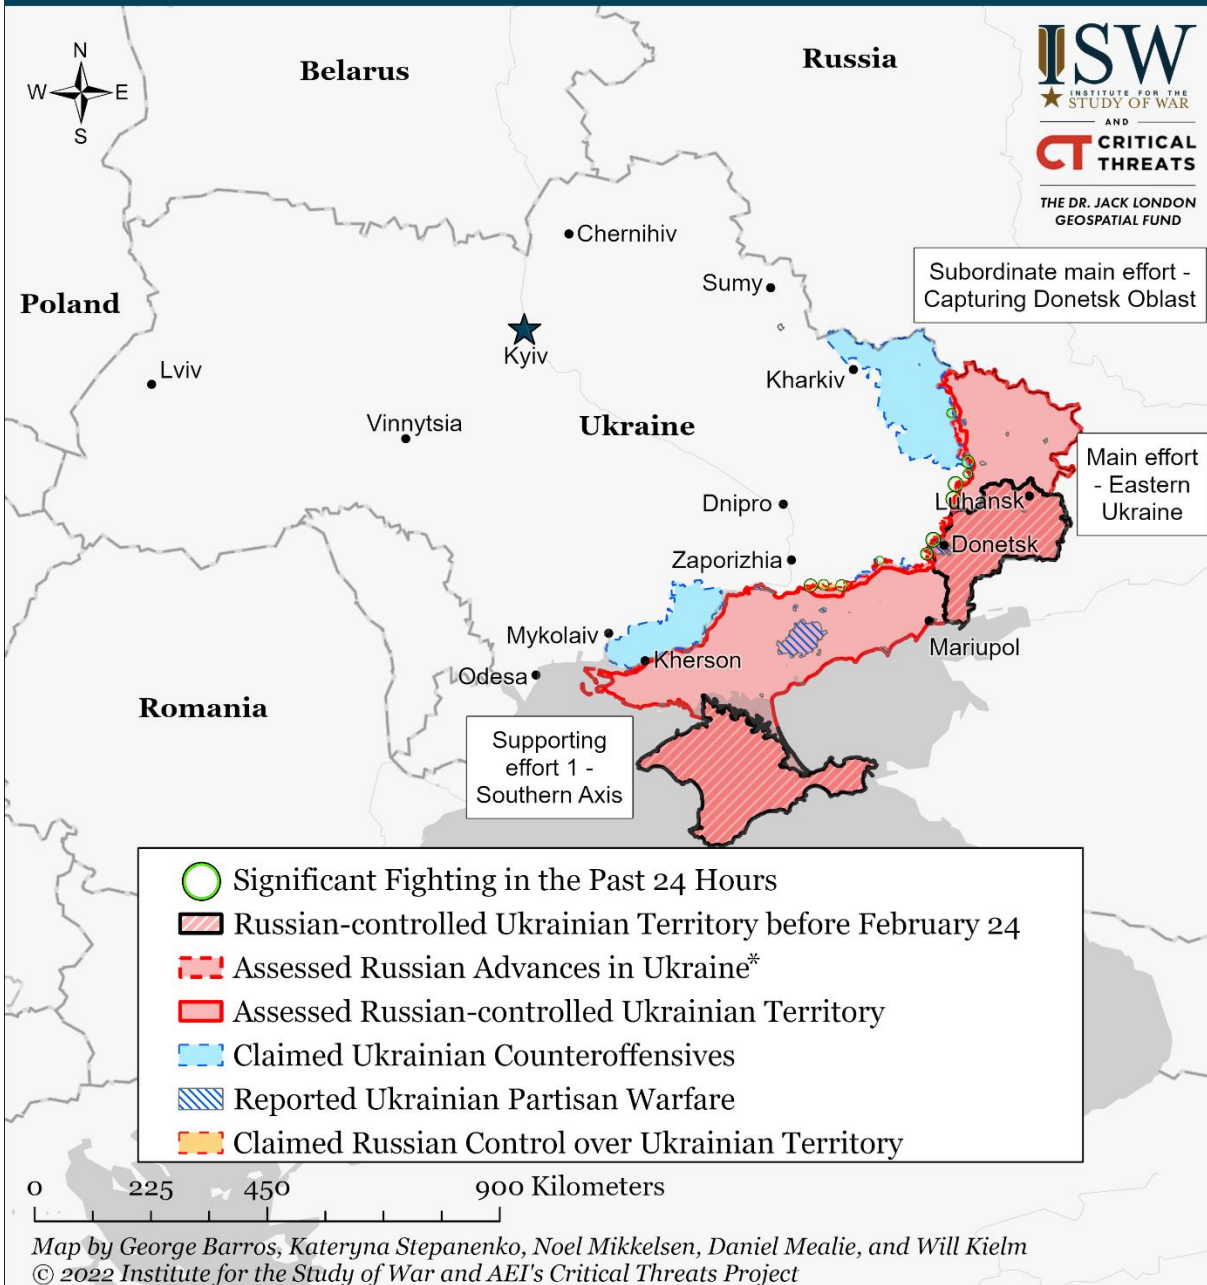 N
W
E
S
Belarus
Russia
ISW
INSTITUTE FOR THE
STUDY OF WAR
AND
CT CRITICAL
THREATS
THE DR. JACK LONDON
GEOSPATIAL FUND
Chernihiv
Sumy
Subordinate main effort -
Capturing Donetsk Oblast
Poland
Kyiv
Lviv
Kharkiv
Vinnytsia
Ukraine
Main effort
- Eastern
Ukraine
Dnipro
Luhansk
Donetsk
Zaporizhia
Mykolaiv
Mariupol
Kherson
Odesa
Romania
Supporting
effort 1 -
Southern Axis
Significant Fighting in the Past 24 Hours
Russian-controlled Ukrainian Territory before February 24
Assessed Russian Advances in Ukraine*
Assessed Russian-controlled Ukrainian Territory
Claimed Ukrainian Counteroffensives
Reported Ukrainian Partisan Warfare
Claimed Russian Control over Ukrainian Territory
0 225 450 900 Kilometers
Map by George Barros, Kateryna Stepanenko, Noel Mikkelsen, Daniel Mealie, and Will Kielm
© 2022 Institute for the Study of War and AEI's Critical Threats Project